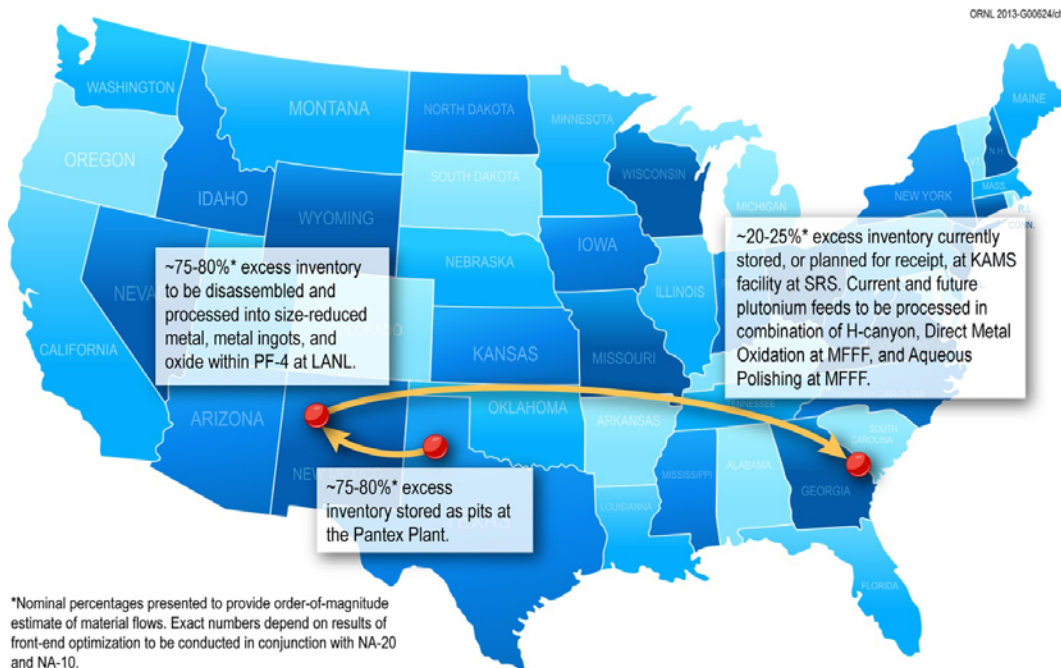 ORNL 2013-G00624/ch
WASHINGTON
MONTANA
NORTH DAKOTA
MINNESOTA
MAINE
OREGON
IDAHO
SOUTH DAKOTA
WISCONSIN
VT.
N.H.
WYOMING
MICHIGAN
NEW YORK
MASS.
R.I.
CONN.
IOWA
NEBRASKA
NEVA
ILLINOIS
CALIFORNIA
KANSAS
MISSOURI
~75-80%* excess inventory
to be disassembled and
processed into size-reduced
metal, metal ingots, and
oxide within PF-4 at LANL.
~20-25%* excess inventory currently
stored, or planned for receipt, at KAMS
facility at SRS. Current and future
plutonium feeds to be processed in
combination of H-canyon, Direct Metal
Oxidation at MFFF, and Aqueous
Polishing at MFFF.
ARIZONA
OKLAHOMA
ARKANSAS
TENNESSEE
SOUTH
CAROLINA
MISSISSIPPI
ALABAMA
GEORGIA
~75-80%* excess
inventory stored as pits at
the Pantex Plant.
TEXAS
LOUISIANNA
FLORIDA
*Nominal percentages presented to provide order-of-magnitude
estimate of material flows. Exact numbers depend on results of
front-end optimization to be conducted in conjunction with NA-20
and NA-10.